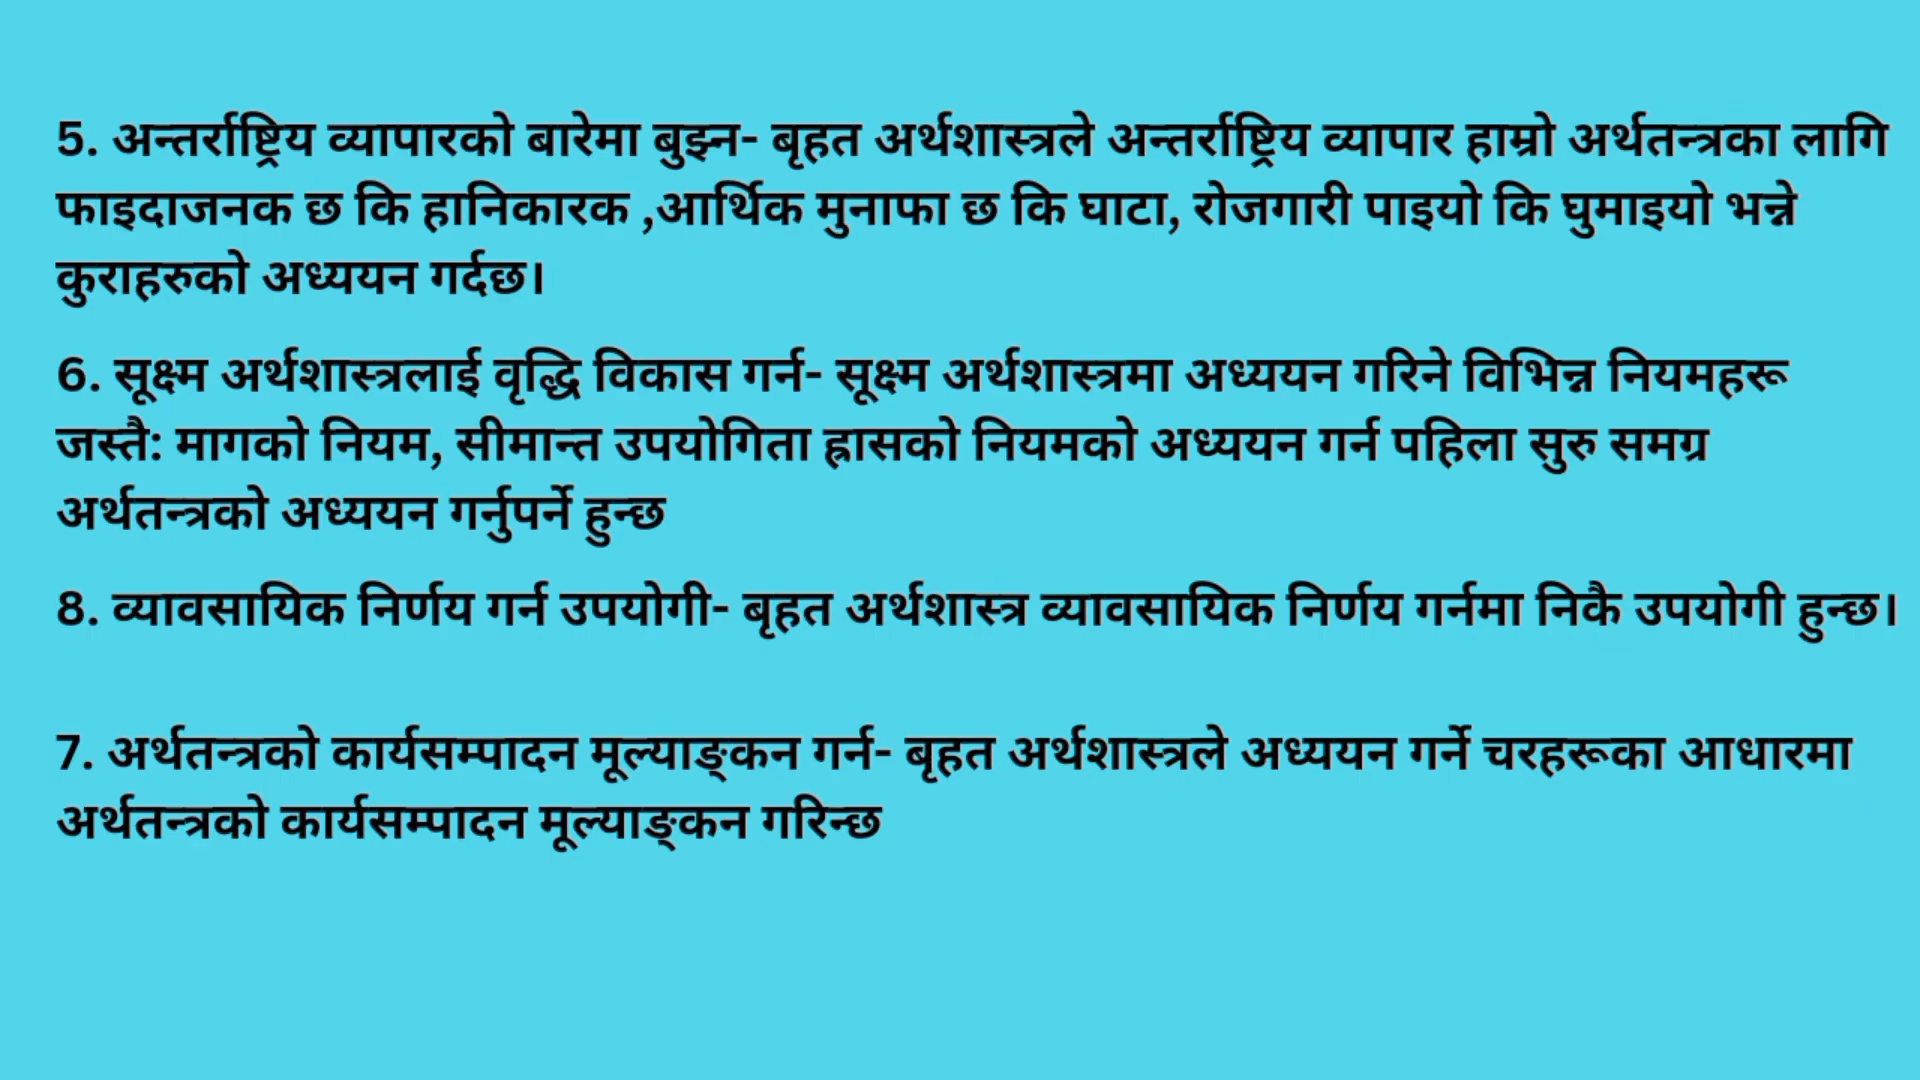 5. अन्तर्राष्ट्रिय व्यापारको बारेमा बुझ्न- बृहत अर्थशास्त्रले अन्तर्राष्ट्रिय व्यापार हाम्रो अर्थतन्त्रका लागि
फाइदाजनक छ कि हानिकारक ,आर्थिक मुनाफा छ कि घाटा, रोजगारी पाइयो कि घुमाइयो भन्ने
कुराहरुको अध्ययन गर्दछ।
6. सूक्ष्म अर्थशास्त्रलाई वृद्धि विकास गर्न- सूक्ष्म अर्थशास्त्रमा अध्ययन गरिने विभिन्न नियमहरू
जस्तै: मागको नियम, सीमान्त उपयोगिता ह्रासको नियमको अध्ययन गर्न पहिला सुरु समग्र
अर्थतन्त्रको अध्ययन गर्नुपर्ने हुन्छ
8. व्यावसायिक निर्णय गर्न उपयोगी- बृहत अर्थशास्त्र व्यावसायिक निर्णय गर्नमा निकै उपयोगी हुन्छ।
7. अर्थतन्त्रको कार्यसम्पादन मूल्याङ्कन गर्न- बृहत अर्थशास्त्रले अध्ययन गर्ने चरहरूका आधारमा
अर्थतन्त्रको कार्यसम्पादन मूल्याङ्कन गरिन्छ